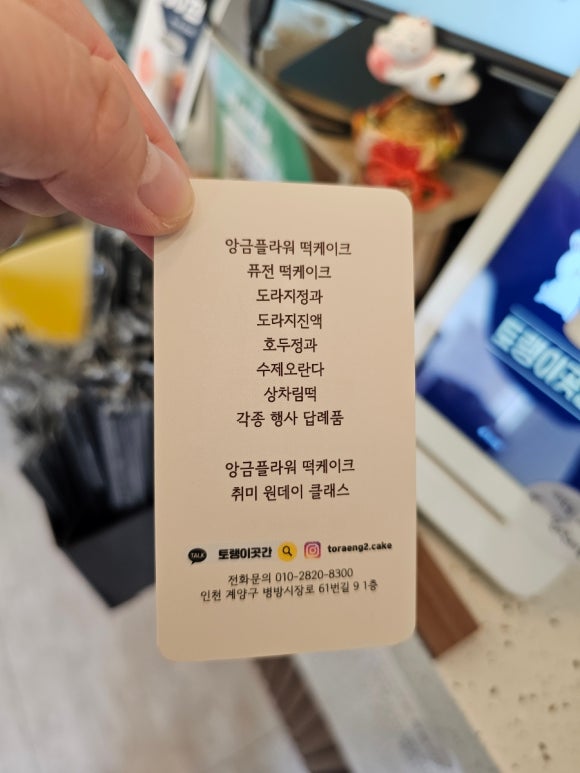 앙금플라워 떡케이크
퓨전 떡케이크
도라지정과
도라지진액
호두정과
수제오란다
상차림떡
각종 행사 답례품
앙금플라워 떡케이크
취미 원데이 클래스
TALK 토랭이곳간 toraeng2.cake
전화문의 010-2820-8300
인천 계양구 병방시장로 61번길 9 1층
토랭이곳